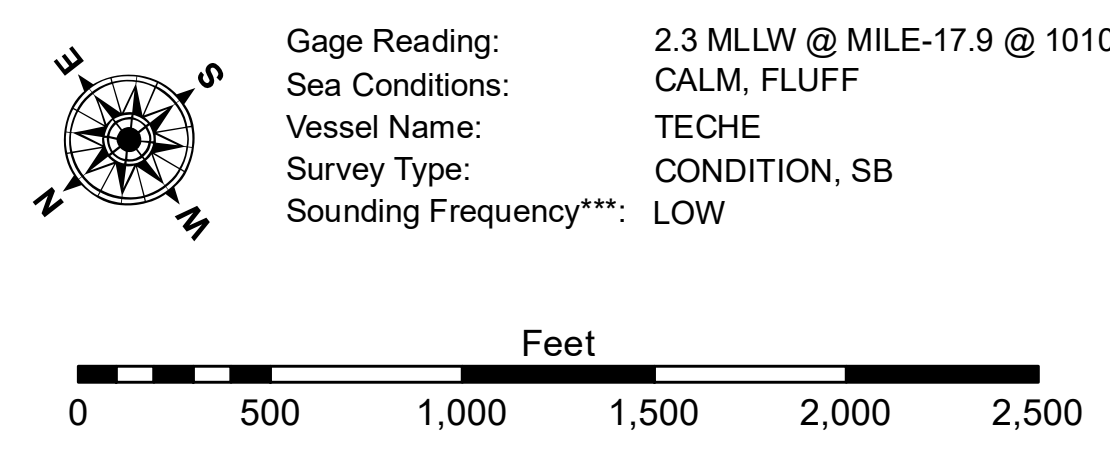 E
S
N
W
Gage Reading: 2.3 MLLW @ MILE-17.9 @ 1010
Sea Conditions: CALM, FLUFF
Vessel Name: TECHE
Survey Type: CONDITION, SB
Sounding Frequency***: LOW
Feet
0 500 1,000 1,500 2,000 2,500